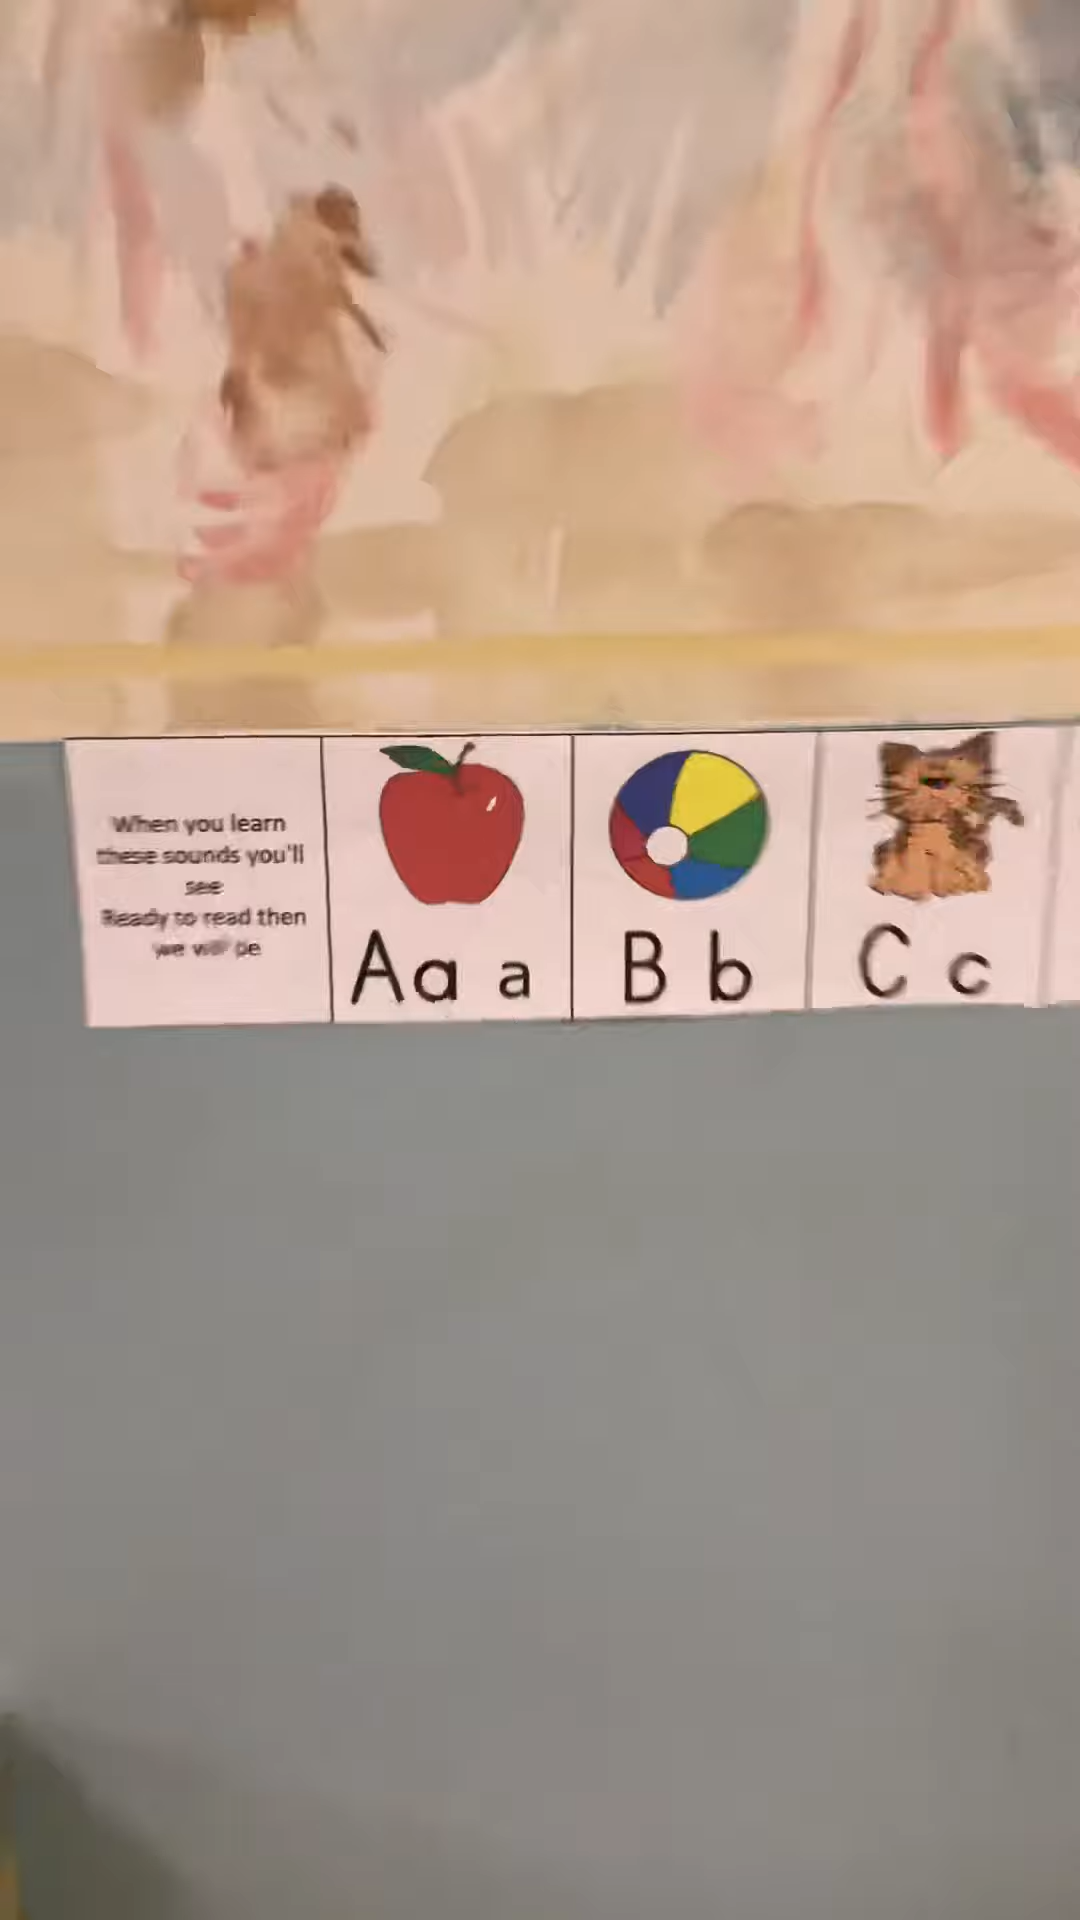 When you learn
these sounds you'll
see
Ready to read then
we will be
Aa a
B b
C c